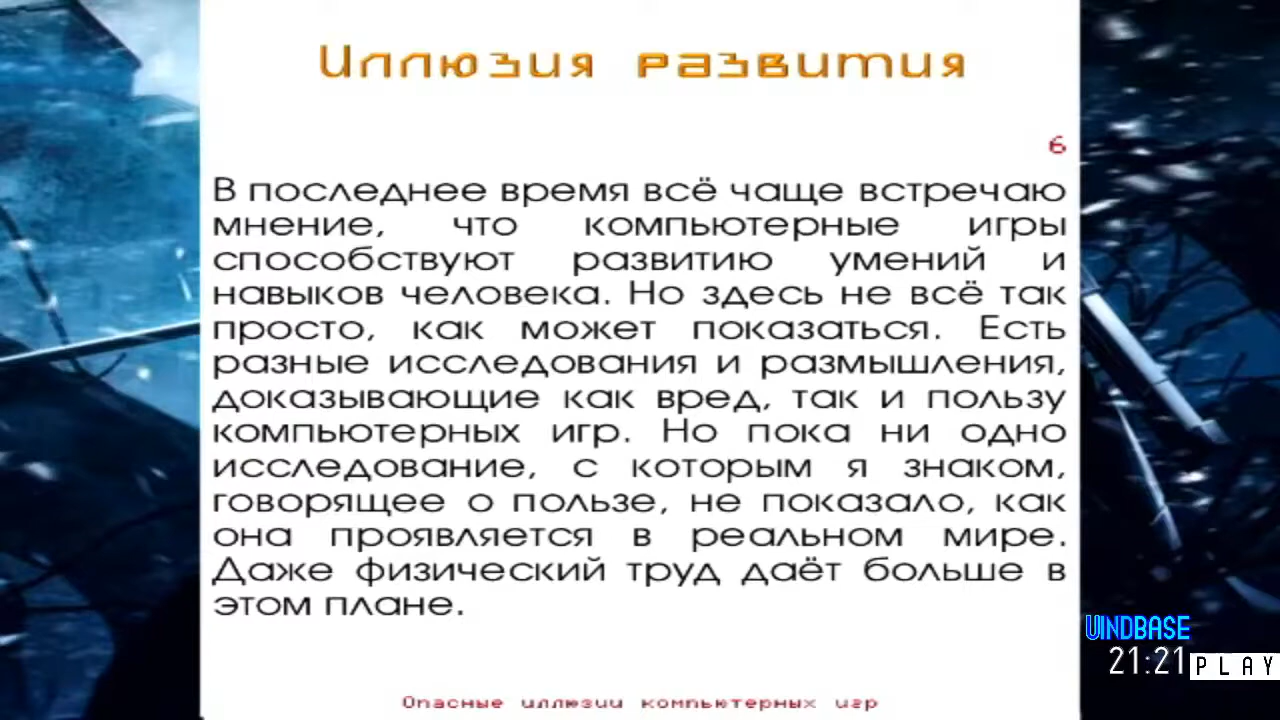 Иллюзия развития
6
В последнее время всё чаще встречаю
мнение, что компьютерные игры
способствуют развитию умений и
навыков человека. Но здесь не всё так
просто, как может показаться. Есть
разные исследования и размышления,
доказывающие как вред, так и пользу
компьютерных игр. Но пока ни одно
исследование, с которым я знаком,
говорящее о пользе, не показало, как
она проявляется в реальном мире.
Даже физический труд даёт больше в
этом плане.
UINDBASE
21:21 PLAY
Опасные иллюзии компьютерных игр